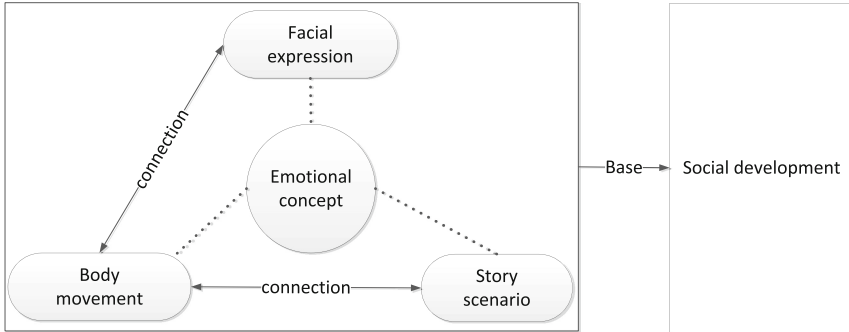 Facial
expression
connection
Emotional
concept
Base
Social development
Body
movement
connection
Story
scenario